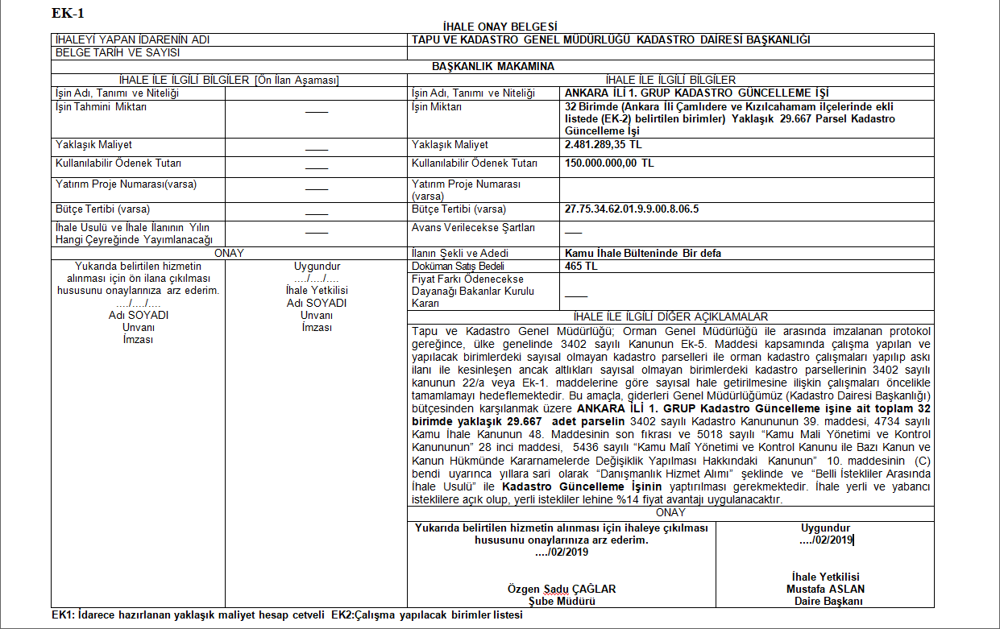 EK-1
İHALE ONAY BELGESİ
İHALEYİ YAPAN İDARENİN ADI
TAPU VE KADASTRO GENEL MÜDÜRLÜĞÜ KADASTRO DAİRESİ BAŞKANLIĞI
BELGE TARİH VE SAYISI
BAŞKANLIK MAKAMINA
İHALE İLE İLGİLİ BİLGİLER [Ön İlan Aşaması]
İHALE İLE İLGİLİ BİLGİLER
İşin Adı, Tanımı ve Niteliği
İşin Adı, Tanımı ve Niteliği
ANKARA İLİ 1. GRUP KADASTRO GÜNCELLEME İŞİ
İşin Tahmini Miktarı
____
İşin Miktarı
32 Birimde (Ankara İli Çamlıdere ve Kızılcahamam ilçelerinde ekli
listede (EK-2) belirtilen birimler) Yaklaşık 29.667 Parsel Kadastro
Güncelleme İşi
Yaklaşık Maliyet
____
Yaklaşık Maliyet
2.481.289,35 TL
Kullanılabilir Ödenek Tutarı
____
Kullanılabilir Ödenek Tutarı
150.000.000,00 TL
Yatırım Proje Numarası(varsa)
____
Yatırım Proje Numarası
(varsa)
Bütçe Tertibi (varsa)
____
Bütçe Tertibi (varsa)
27.75.34.62.01.9.9.00.8.06.5
İhale Usulü ve İhale İlanının Yılın
Hangi Çeyreğinde Yayımlanacağı
____
Avans Verilecekse Şartları
___
ONAY
İlanın Şekli ve Adedi
Kamu İhale Bülteninde Bir defa
Doküman Satış Bedeli
465 TL
Fiyat Farkı Ödenecekse
Dayanağı Bakanlar Kurulu
Kararı
____
Yukarıda belirtilen hizmetin
alınması için ön ilana çıkılması
hususunu onaylarınıza arz ederim.
…./…./….
Adı SOYADI
Unvanı
İmzası
Uygundur
…./…./….
İhale Yetkilisi
Adı SOYADI
Unvanı
İmzası
İHALE İLE İLGİLİ DİĞER AÇIKLAMALAR
Tapu ve Kadastro Genel Müdürlüğü; Orman Genel Müdürlüğü ile arasında imzalanan protokol
gereğince, ülke genelinde 3402 sayılı Kanunun Ek-5. Maddesi kapsamında çalışma yapılan ve
yapılacak birimlerdeki sayısal olmayan kadastro parselleri ile orman kadastro çalışmaları yapılıp askı
ilanı ile kesinleşen ancak altlıkları sayısal olmayan birimlerdeki kadastro parsellerinin 3402 sayılı
kanunun 22/a veya Ek-1. maddelerine göre sayısal hale getirilmesine ilişkin çalışmaları öncelikle
tamamlamayı hedeflemektedir. Bu amaçla, giderleri Genel Müdürlüğümüz (Kadastro Dairesi Başkanlığı)
bütçesinden karşılanmak üzere ANKARA İLİ 1. GRUP Kadastro Güncelleme işine ait toplam 32
birimde yaklaşık 29.667 adet parselin 3402 sayılı Kadastro Kanununun 39. maddesi, 4734 sayılı
Kamu İhale Kanunun 48. Maddesinin son fıkrası ve 5018 sayılı “Kamu Mali Yönetimi ve Kontrol
Kanununun” 28 inci maddesi, 5436 sayılı “Kamu Malî Yönetimi ve Kontrol Kanunu ile Bazı Kanun ve
Kanun Hükmünde Kararnamelerde Değişiklik Yapılması Hakkındaki Kanunun” 10. maddesinin (C)
bendi uyarınca yıllara sari olarak “Danışmanlık Hizmet Alımı” şeklinde ve “Belli İstekliler Arasında
İhale Usulü” ile Kadastro Güncelleme İşinin yaptırılması gerekmektedir. İhale yerli ve yabancı
isteklilere açık olup, yerli istekliler lehine %14 fiyat avantajı uygulanacaktır.
ONAY
Yukarıda belirtilen hizmetin alınması için ihaleye çıkılması
hususunu onaylarınıza arz ederim.
…./02/2019
Özgen Sadu ÇAĞLAR
Şube Müdürü
Uygundur
…./02/2019
İhale Yetkilisi
Mustafa ASLAN
Daire Başkanı
EK1: İdarece hazırlanan yaklaşık maliyet hesap cetveli EK2:Çalışma yapılacak birimler listesi